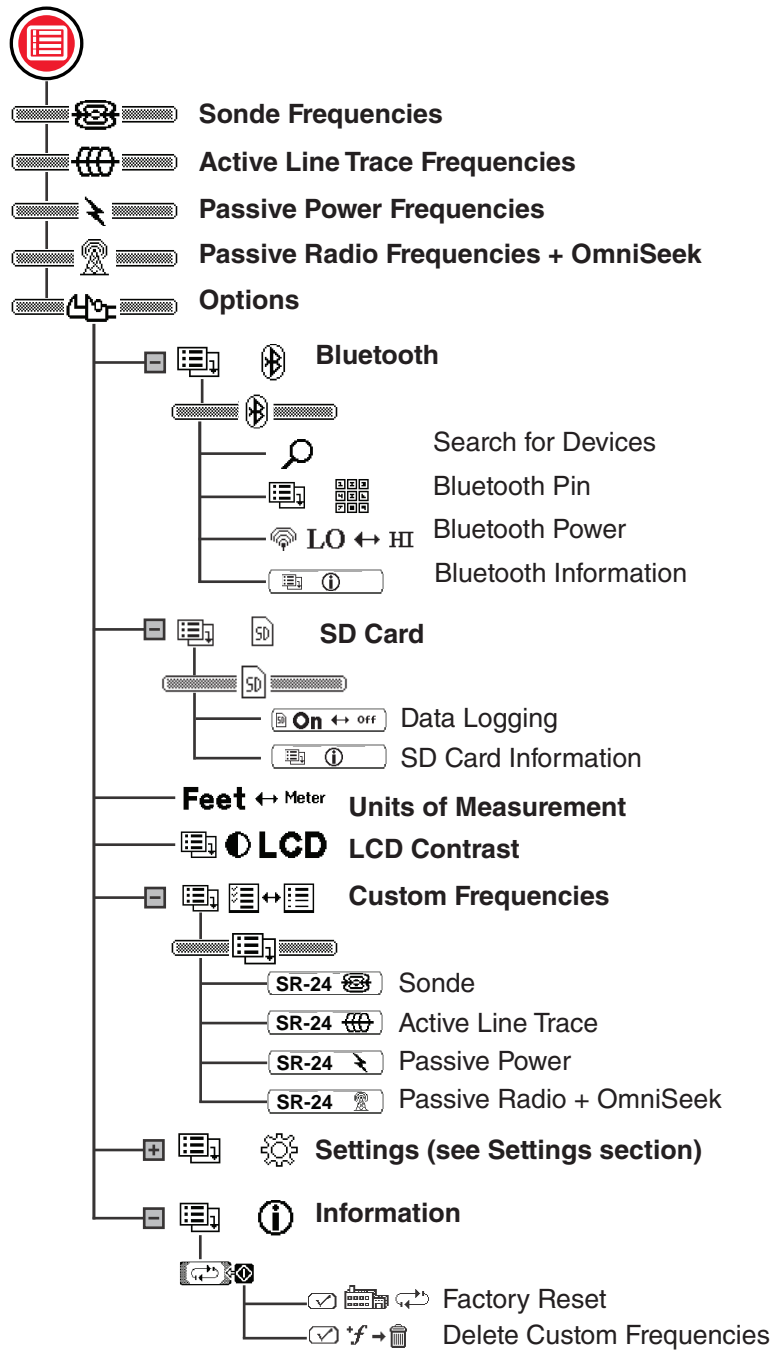 Sonde Frequencies
Active Line Trace Frequencies
Passive Power Frequencies
Passive Radio Frequencies + OmniSeek
Options
Bluetooth
Search for Devices
Bluetooth Pin
LO ↔ HI Bluetooth Power
Bluetooth Information
SD SD Card
SD
On ↔ Off Data Logging
SD Card Information
Feet ↔ Meter Units of Measurement
LCD LCD Contrast
Custom Frequencies
SR-24 Sonde
SR-24 Active Line Trace
SR-24 Passive Power
SR-24 Passive Radio + OmniSeek
Settings (see Settings section)
Information
Factory Reset
+f → Delete Custom Frequencies